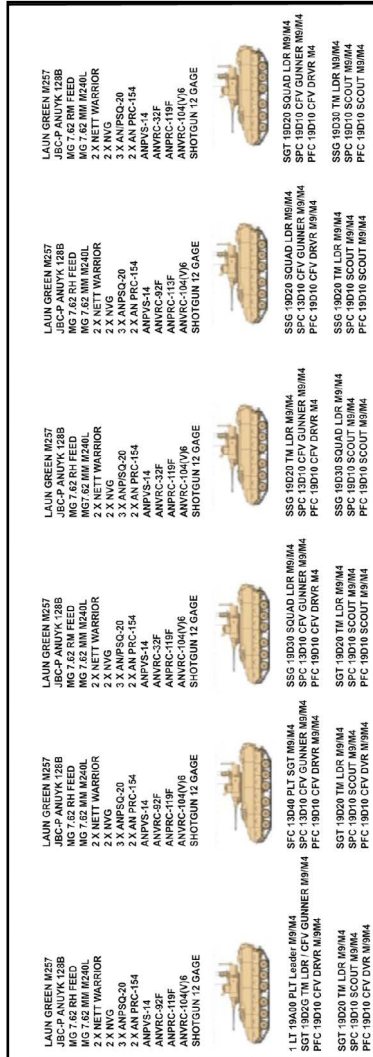 LAUN GREEN M257
JBC-P ANUYK 128B
MG 7.62 RH FEED
MG 7.62 MM M240L
2 X NETT WARRIOR
2 X NVG
3 X ANPSQ-20
2 X AN PRC-154
ANPVS-14
ANVRC-92F
ANPRC-119F
ANVRC-104(V)6
SHOTGUN 12 GAGE
1 LT 19A00 PLT Leader M9/M4
SGT 19D2G TM LDR / CFV GUNNER M9/M4
PFC 19D10 CFV DRVR M/9M4
SGT 19D20 TM LDR M9/M4
SPC 19D10 SCOUT M9/M4
PFC 19D10 CFV DVR M/9M4
LAUN GREEN M257
JBC-P ANUYK 128B
MG 7.62 RH FEED
MG 7.62 MM M240L
2 X NETT WARRIOR
2 X NVG
3 X ANPSQ-20
2 X AN PRC-154
ANPVS-14
ANVRC-92F
ANPRC-119F
ANVRC-104(V)6
SHOTGUN 12 GAGE
SFC 13D40 PLT SGT M9/M4
SPC 13D10 CFV GUNNER M9/M4
PFC 19D10 CFV DRVR M9/M4
SGT 19D20 TM LDR M9/M4
SPC 19D10 SCOUT M9/M4
PFC 19D10 CFV DVR M/9M4
LAUN GREEN M257
JBC-P ANUYK 128B
MG 7.62 RM FEED
MG 7.62 MM M240L
2 X NETT WARRIOR
2 X NVG
3 X AN/PSQ-20
2 X AN PRC-154
ANPVS-14
ANVRC-32F
ANPRC-119F
ANVRC-104(V)6
SHOTGUN 12 GAGE
SSG 19D30 SQUAD LDR M9/M4
SPC 13D10 CFV GUNNER M9/M4
PFC 19D10 CFV DRVR M4
SGT 19D20 TM LDR M9/M4
SPC 19D10 SCOUT M9/M4
PFC 19D10 SCOUT M9/M4
LAUN GREEN M257
JBC-P ANUYK 128B
MG 7.62 RH FEED
MG 7.62 MM M240L
2 X NETT WARRIOR
2 X NVG
3 X ANPSQ-20
2 X AN PRC-154
ANPVS-14
ANVRC-32F
ANPRC-119F
ANVRC-104(V)6
SHOTGUN 12 GAGE
SSG 19D20 TM LDR M9/M4
SPC 13D10 CFV GUNNER M9/M4
PFC 19D10 CFV DRVR M4
SSG 19D30 SQUAD LDR M9/M4
SPC 19D10 SCOUT M9/M4
PFC 19D10 SCOUT M9/M4
LAUN GREEN M257
JBC-P ANUYK 128B
MG 7.62 RH FEED
MG 7.62 MM M240L
2 X NETT WARRIOR
2 X NVG
3 X ANPSQ-20
2 X AN PRC-154
ANPVS-14
ANVRC-92F
ANPRC-113F
ANVRC-104(V)6
SHOTGUN 12 GAGE
SSG 19D20 SQUAD LDR M9/M4
SPC 13D10 CFV GUNNER M9/M4
PFC 19D10 CFV DRVR M9/M4
SSG 19D20 TM LDR M9/M4
SPC 19D10 SCOUT M9/M4
PFC 19D10 SCOUT M9/M4
LAUN GREEN M257
JBC-P ANUYK 128B
MG 7.62 RM FEED
MG 7.62 MM M240L
2 X NETT WARRIOR
2 X NVG
3 X AN/PSQ-20
2 X AN PRC-154
ANPVS-14
ANVRC-32F
ANPRC-119F
ANVRC-104(V)6
SHOTGUN 12 GAGE
SGT 19D20 SQUAD LDR M9/M4
SPC 19D10 CFV GUNNER M9/M4
PFC 19D10 CFV DRVR M4
SSG 19D30 TM LDR M9/M4
SPC 19D10 SCOUT M9/M4
PFC 19D10 SCOUT M9/M4